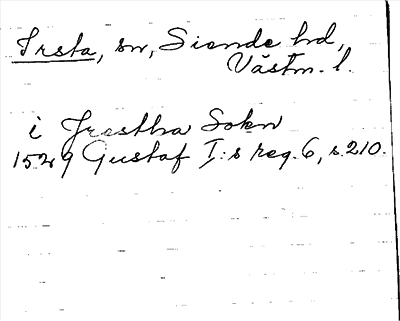 Irsta, sn, Siende hd,
Västm. l.
i Jrestha Sokn
1529 Gustaf I:s reg. 6, s. 210.